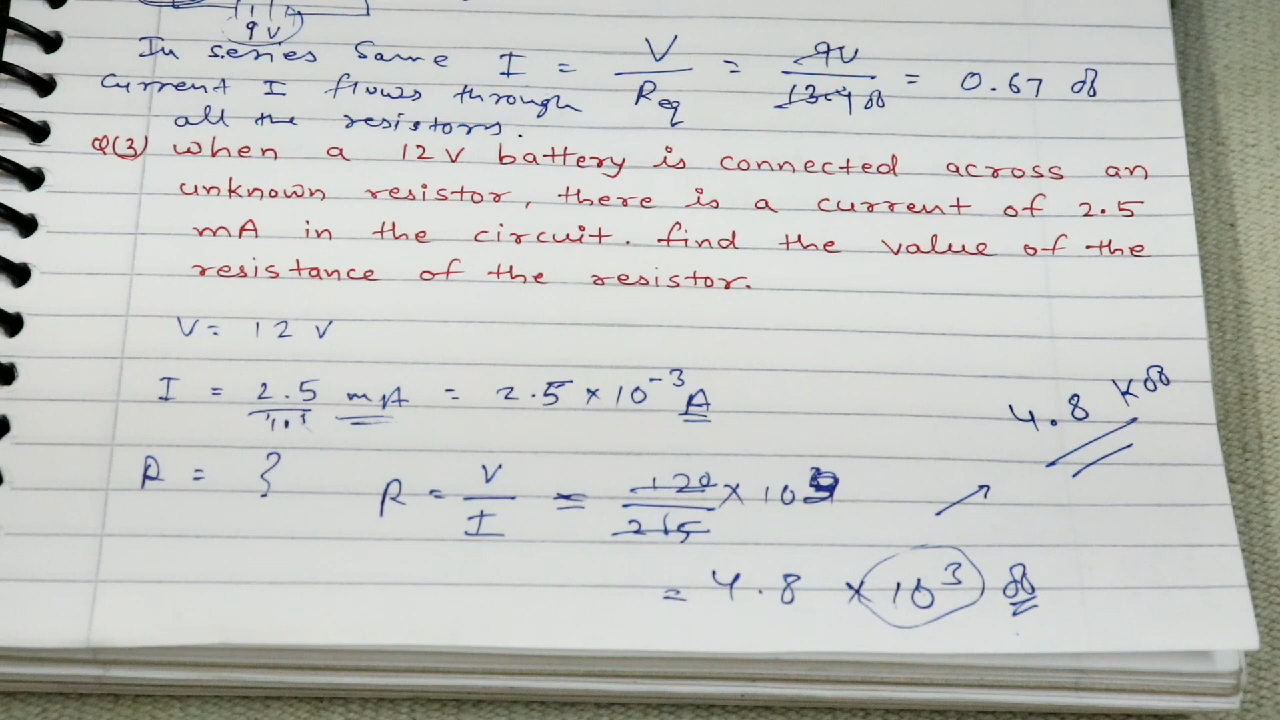 9 V
In series Same I = V / Req = 9V / 13.4 Ω = 0.67 Ω
Current I flows through
all the resistors.
Q(3) when a 12 V battery is connected across an
unknown resistor, there is a current of 2.5
mA in the circuit. find the value of the
resistance of the resistor.
V = 12 V
I = 2.5 mA = 2.5 × 10⁻³ A
4.8 KΩ
R = ? R = V / I = 120 / 25 × 10³
= 4.8 × 10³ Ω